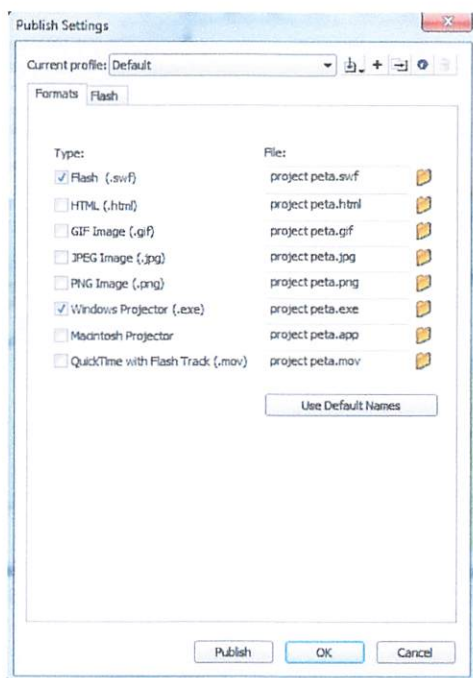 Publish Settings
Current profile: Default
Formats Flash
Type: File:
Flash (.swf) project peta.swf
HTML (.html) project peta.html
GIF Image (.gif) project peta.gif
JPEG Image (.jpg) project peta.jpg
PNG Image (.png) project peta.png
Windows Projector (.exe) project peta.exe
Macintosh Projector project peta.app
QuickTime with Flash Track (.mov) project peta.mov
Use Default Names
Publish OK Cancel